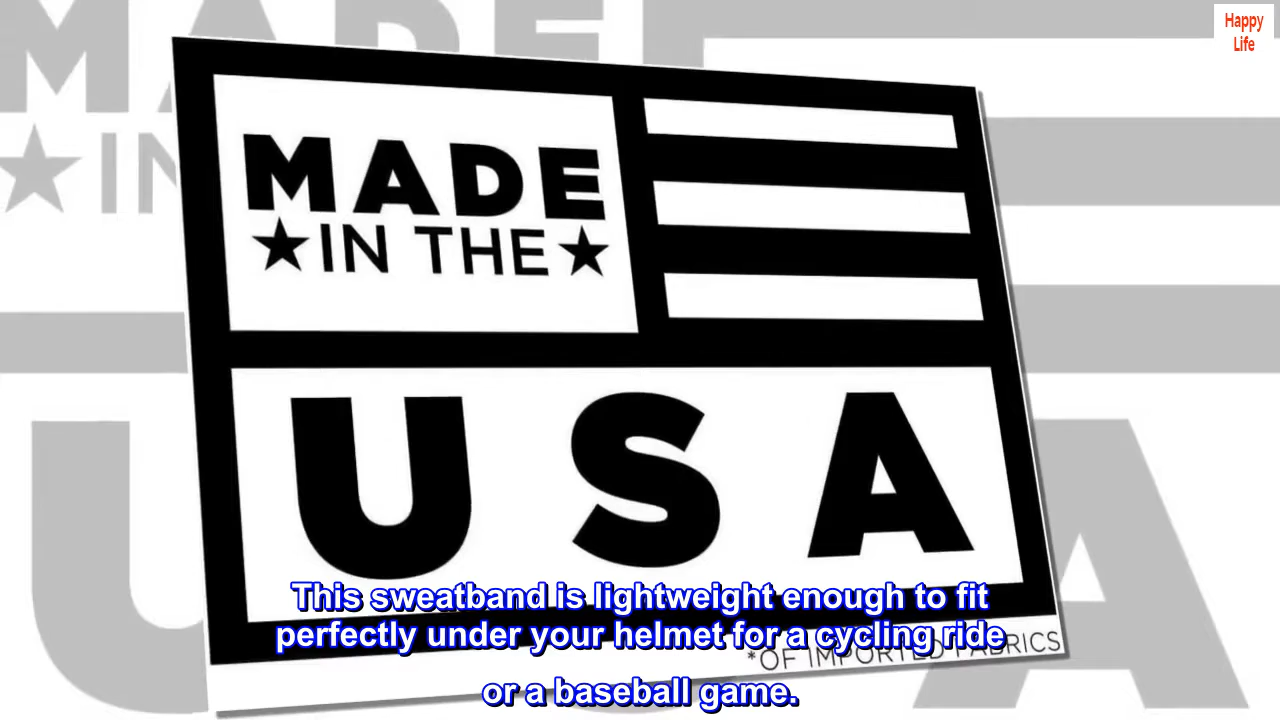 Happy
Life
MADE
★IN THE★
USA
*OF IMPORTED FABRICS
This sweatband is lightweight enough to fit
perfectly under your helmet for a cycling ride
or a baseball game.